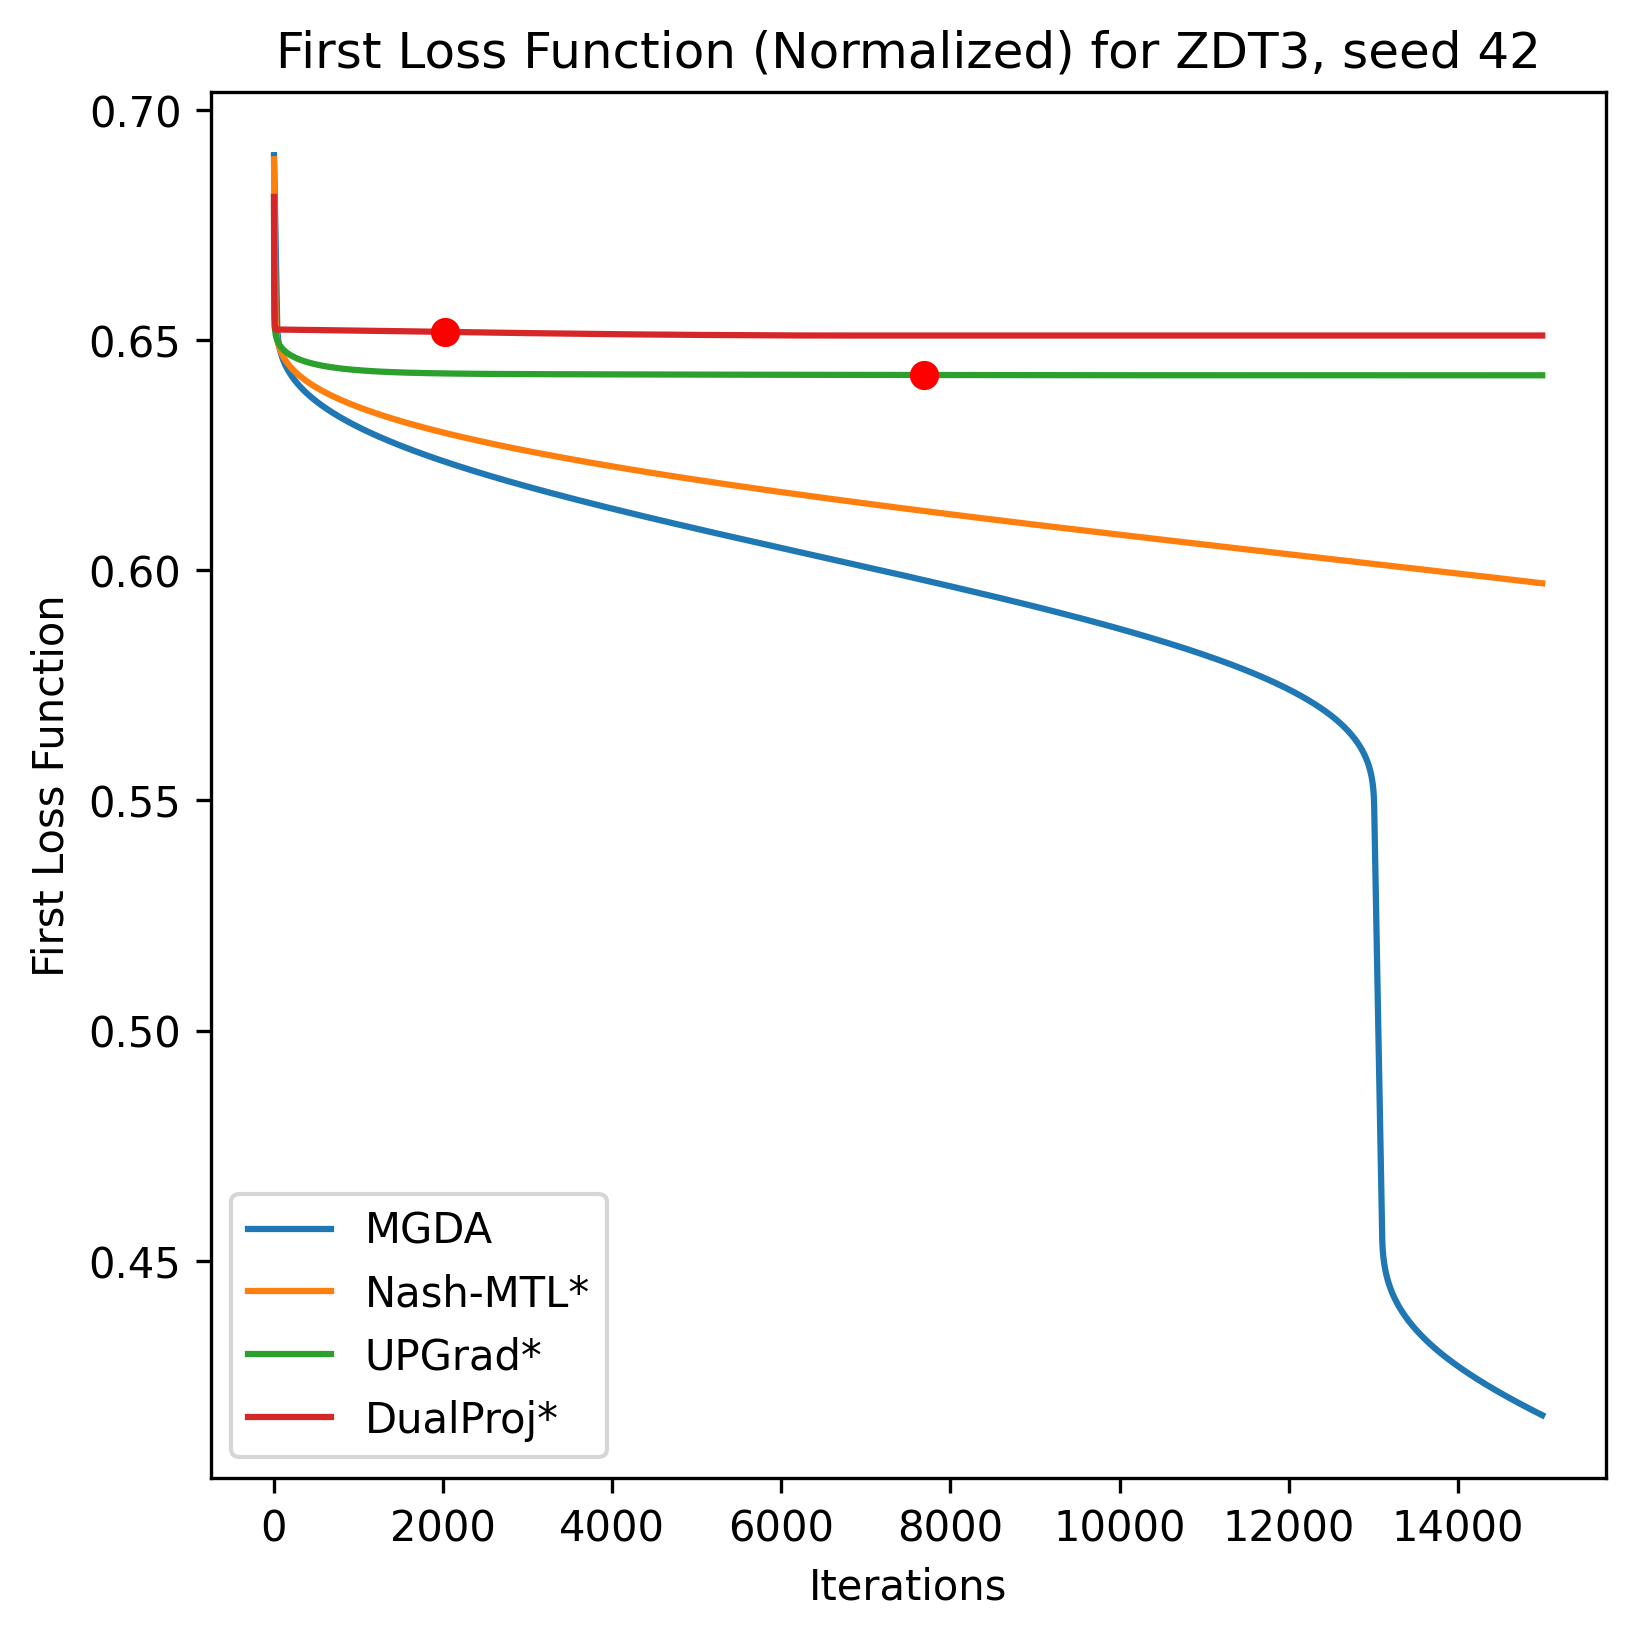 First Loss Function (Normalized) for ZDT3, seed 42
First Loss Function
0.70
0.65
0.60
0.55
0.50
0.45
MGDA
Nash-MTL*
UPGrad*
DualProj*
0 2000 4000 6000 8000 10000 12000 14000
Iterations